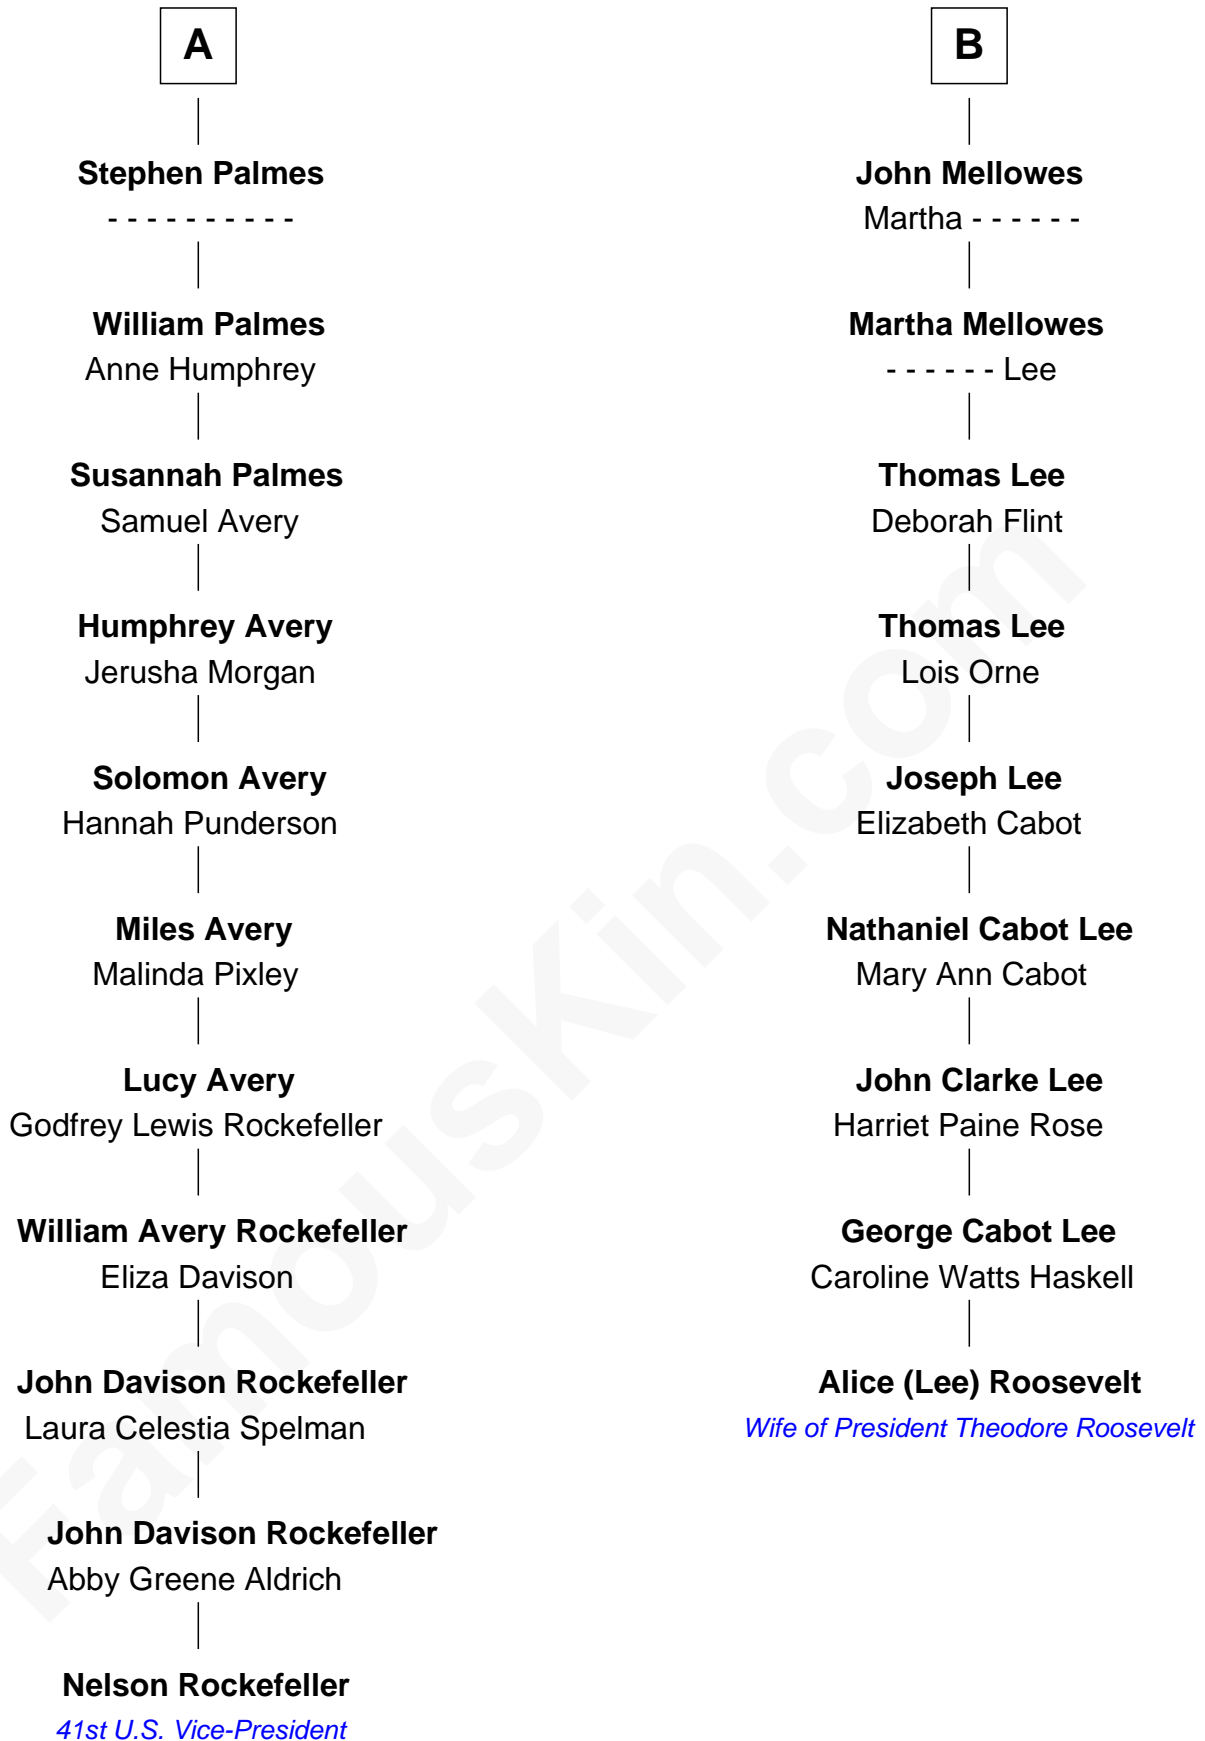 A
Stephen Palmes
- - - - - - - - - -
William Palmes
Anne Humphrey
Susannah Palmes
Samuel Avery
Humphrey Avery
Jerusha Morgan
Solomon Avery
Hannah Punderson
Miles Avery
Malinda Pixley
Lucy Avery
Godfrey Lewis Rockefeller
William Avery Rockefeller
Eliza Davison
John Davison Rockefeller
Laura Celestia Spelman
John Davison Rockefeller
Abby Greene Aldrich
Nelson Rockefeller
41st U.S. Vice-President
B
John Mellowes
Martha - - - - - -
Martha Mellowes
- - - - - - Lee
Thomas Lee
Deborah Flint
Thomas Lee
Lois Orne
Joseph Lee
Elizabeth Cabot
Nathaniel Cabot Lee
Mary Ann Cabot
John Clarke Lee
Harriet Paine Rose
George Cabot Lee
Caroline Watts Haskell
Alice (Lee) Roosevelt
Wife of President Theodore Roosevelt
FamousKin.com